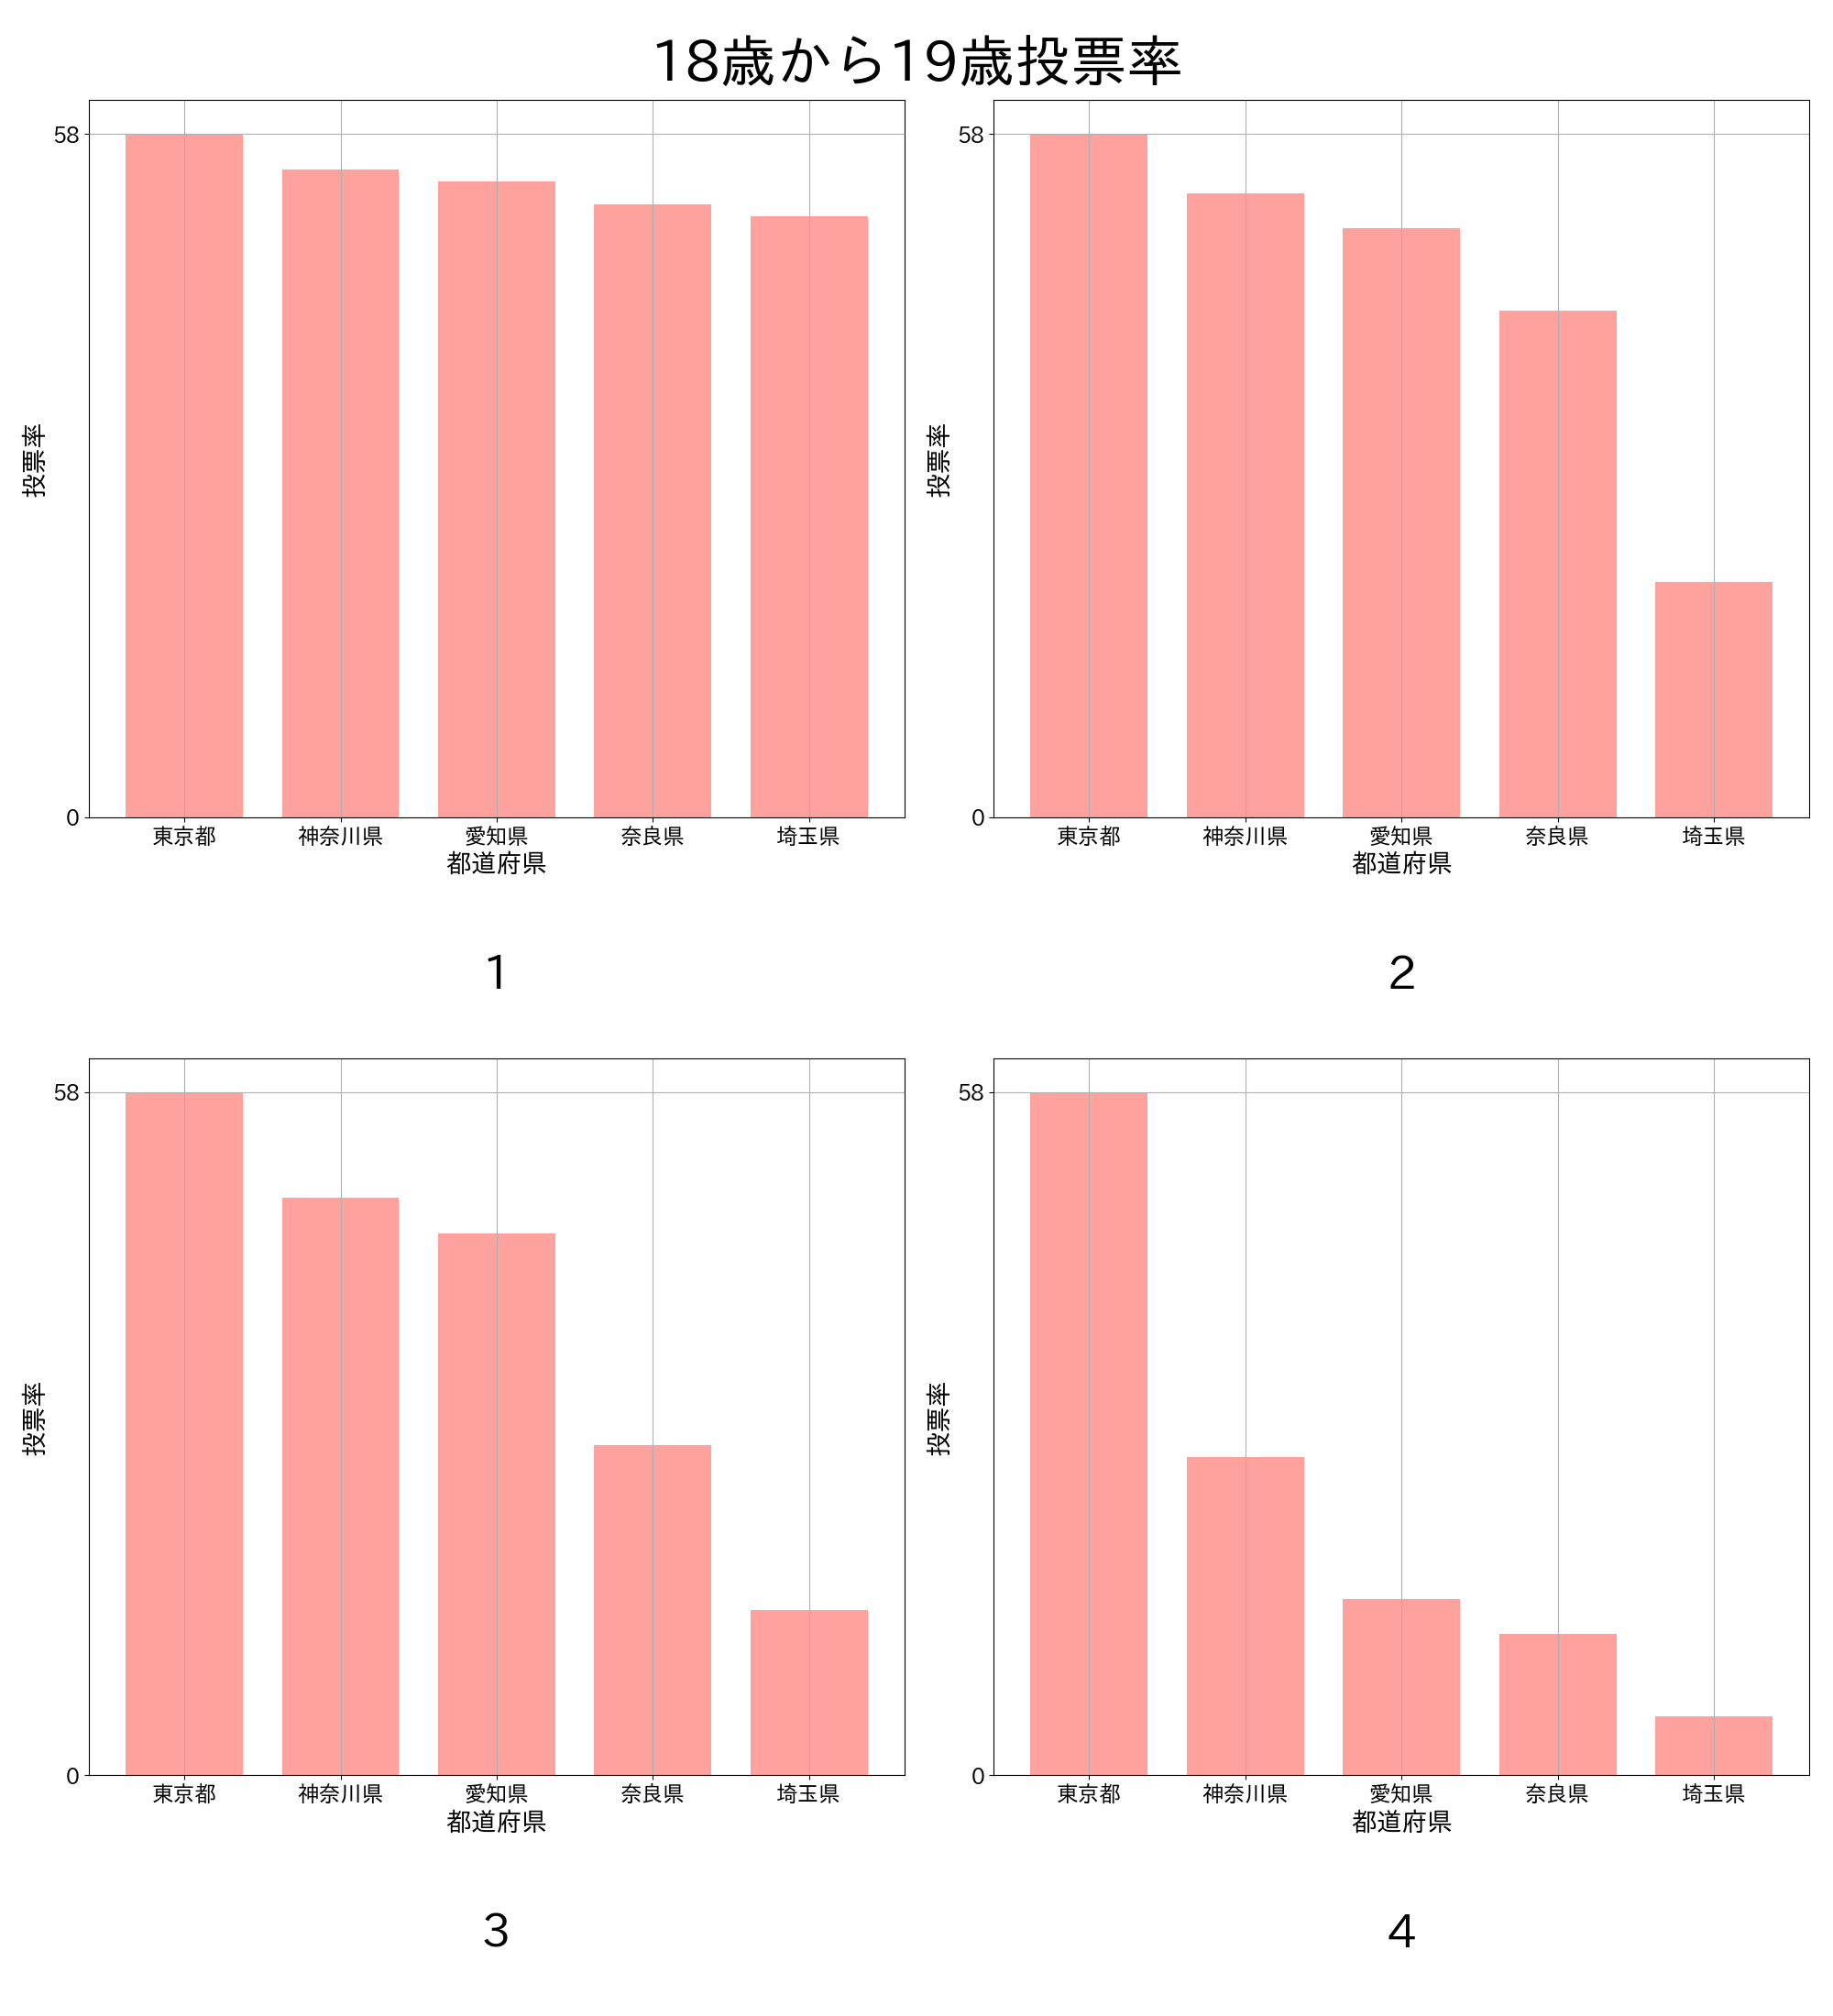 18歳から19歳投票率
58
0
投票率
東京都 神奈川県 愛知県 奈良県 埼玉県
都道府県
1
58
0
投票率
東京都 神奈川県 愛知県 奈良県 埼玉県
都道府県
2
58
0
投票率
東京都 神奈川県 愛知県 奈良県 埼玉県
都道府県
3
58
0
投票率
東京都 神奈川県 愛知県 奈良県 埼玉県
都道府県
4